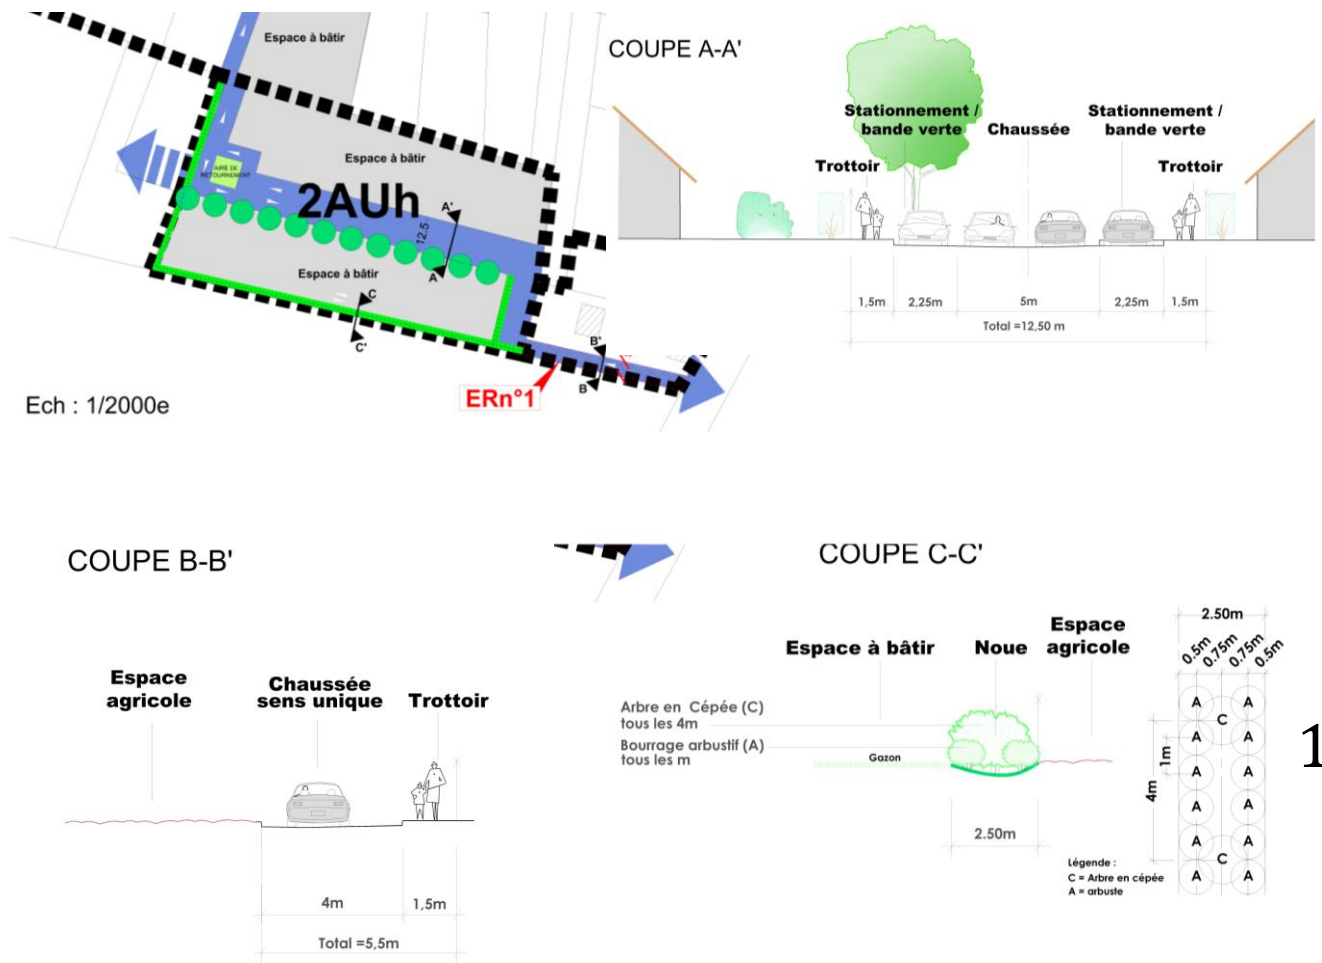 Espace à bâtir
Espace à bâtir
AIRE DE
RETOURNEMENT
2AUh
A'
12.5
A
Espace à bâtir
C
C'
B'
B
ERn°1
Ech : 1/2000e
COUPE A-A'
Stationnement /
bande verte
Chaussée
Stationnement /
bande verte
Trottoir
Trottoir
1,5m
2,25m
5m
2,25m
1,5m
Total =12,50 m
COUPE B-B'
Espace
agricole
Chaussée
sens unique
Trottoir
4m
1,5m
Total =5,5m
COUPE C-C'
Espace à bâtir
Noue
Espace
agricole
Arbre en Cépée (C)
tous les 4m
Bourrage arbustif (A)
tous les m
Gazon
2.50m
2.50m
0.5m
0.75m
0.75m
0.5m
A
A
C
A
A
1m
A
A
4m
A
A
A
A
C
A
A
Légende :
C = Arbre en cépée
A = arbuste
1